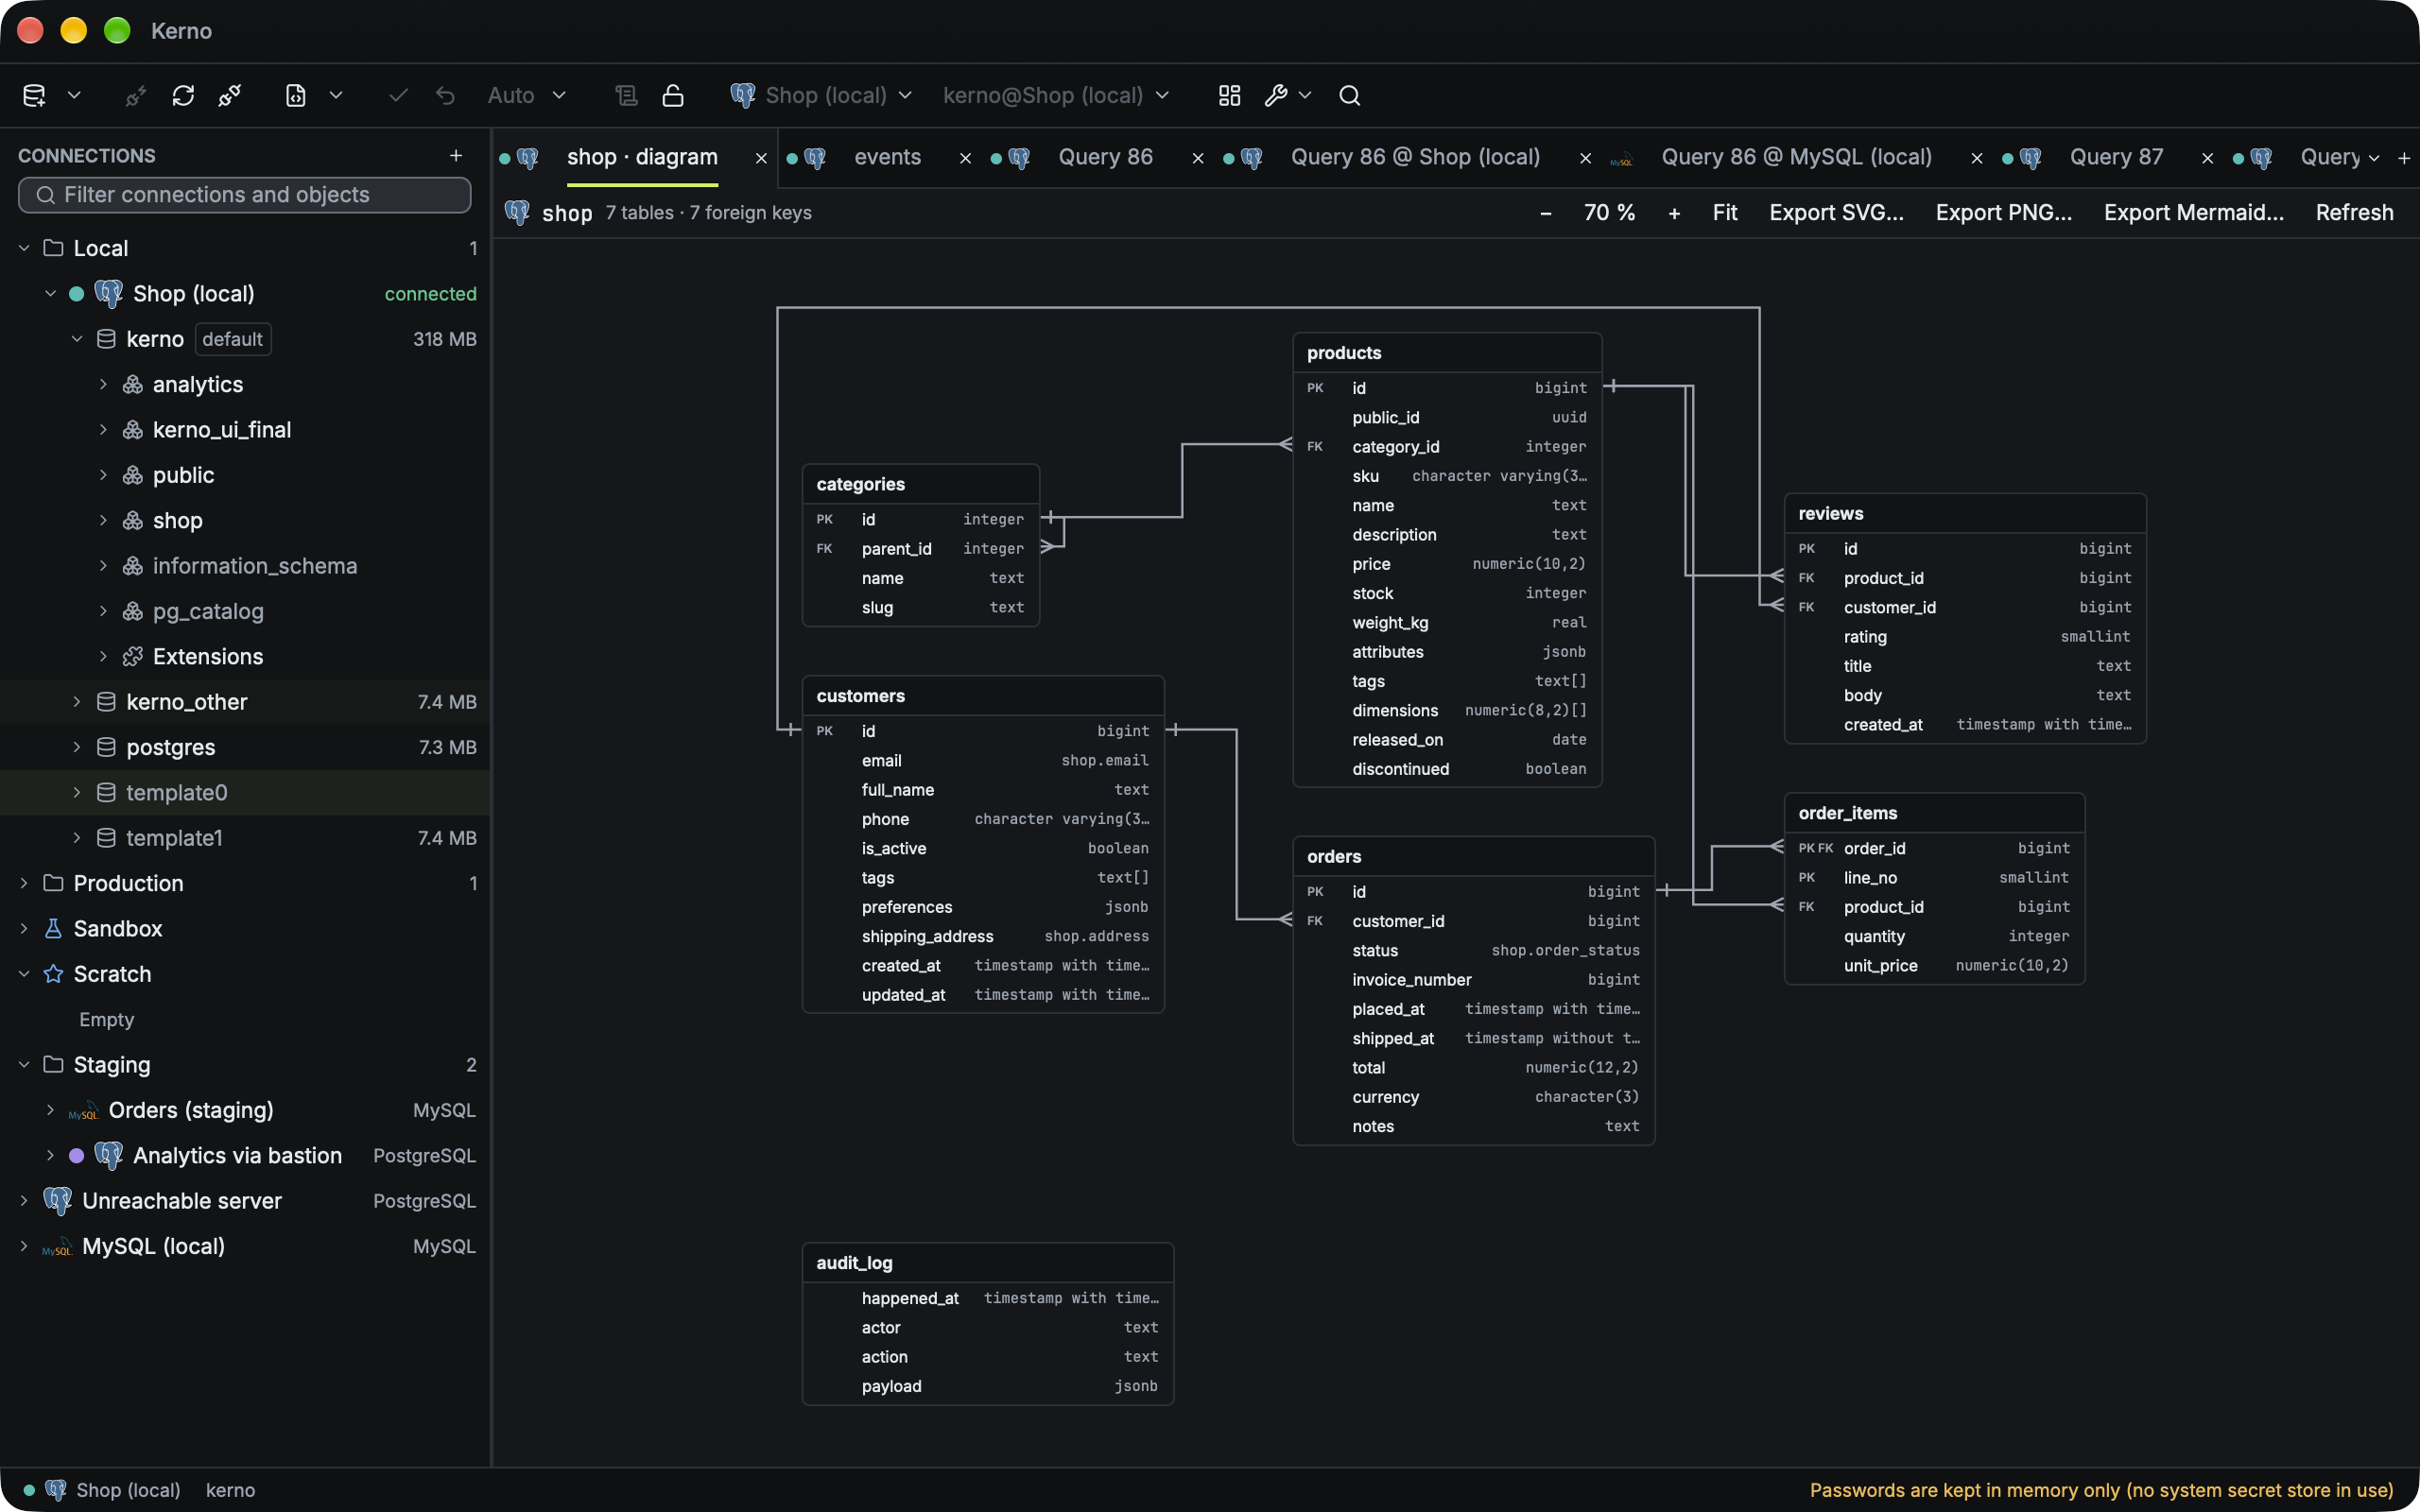 Kerno
Auto
Shop (local)
kerno@Shop (local)
CONNECTIONS
+
Filter connections and objects
Local 1
Shop (local) connected
kerno default 318 MB
analytics
kerno_ui_final
public
shop
information_schema
pg_catalog
Extensions
kerno_other 7.4 MB
postgres 7.3 MB
template0
template1 7.4 MB
Production 1
Sandbox
Scratch
Empty
Staging 2
MySQL Orders (staging) MySQL
Analytics via bastion PostgreSQL
Unreachable server PostgreSQL
MySQL MySQL (local) MySQL
shop · diagram × events × Query 86 × Query 86 @ Shop (local) × MySQL Query 86 @ MySQL (local) × Query 87 × Query +
shop 7 tables · 7 foreign keys − 70 % + Fit Export SVG... Export PNG... Export Mermaid... Refresh
categories
PK id integer
FK parent_id integer
name text
slug text
customers
PK id bigint
email shop.email
full_name text
phone character varying(3…
is_active boolean
tags text[]
preferences jsonb
shipping_address shop.address
created_at timestamp with time…
updated_at timestamp with time…
audit_log
happened_at timestamp with time…
actor text
action text
payload jsonb
products
PK id bigint
public_id uuid
FK category_id integer
sku character varying(3…
name text
description text
price numeric(10,2)
stock integer
weight_kg real
attributes jsonb
tags text[]
dimensions numeric(8,2)[]
released_on date
discontinued boolean
orders
PK id bigint
FK customer_id bigint
status shop.order_status
invoice_number bigint
placed_at timestamp with time…
shipped_at timestamp without t…
total numeric(12,2)
currency character(3)
notes text
reviews
PK id bigint
FK product_id bigint
FK customer_id bigint
rating smallint
title text
body text
created_at timestamp with time…
order_items
PK FK order_id bigint
PK line_no smallint
FK product_id bigint
quantity integer
unit_price numeric(10,2)
Shop (local) kerno
Passwords are kept in memory only (no system secret store in use)